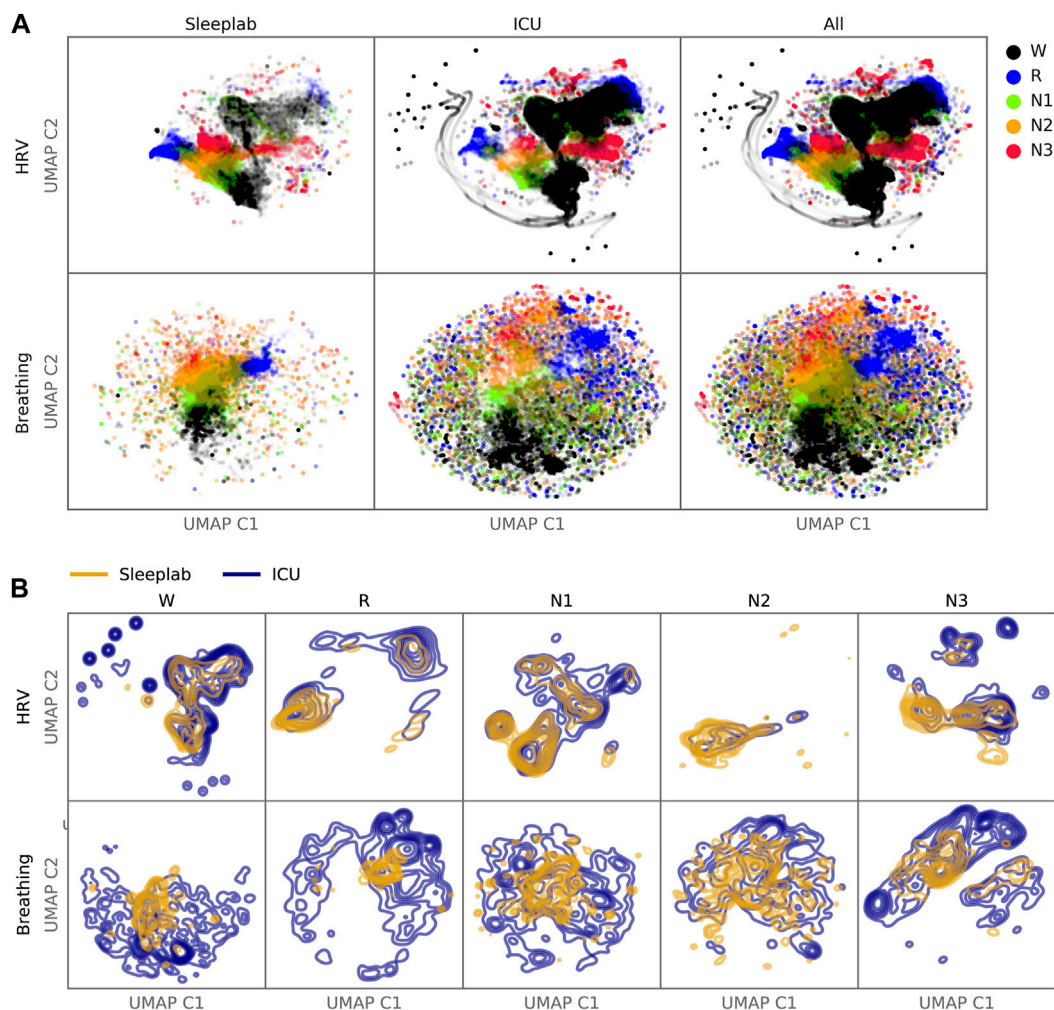 A
Sleeplab ICU All
HRV
UMAP C2
W
R
N1
N2
N3
Breathing
UMAP C2
UMAP C1 UMAP C1 UMAP C1
B
Sleeplab ICU
W R N1 N2 N3
HRV
UMAP C2
Breathing
UMAP C2
UMAP C1 UMAP C1 UMAP C1 UMAP C1 UMAP C1